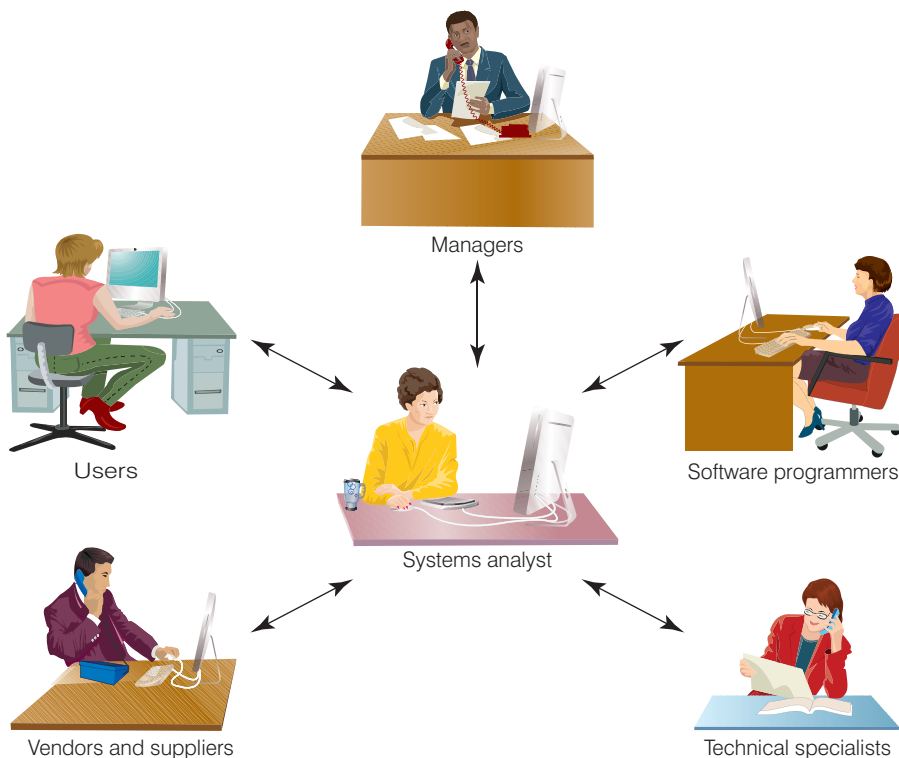 Managers
Users
Software programmers
Systems analyst
Vendors and suppliers
Technical specialists